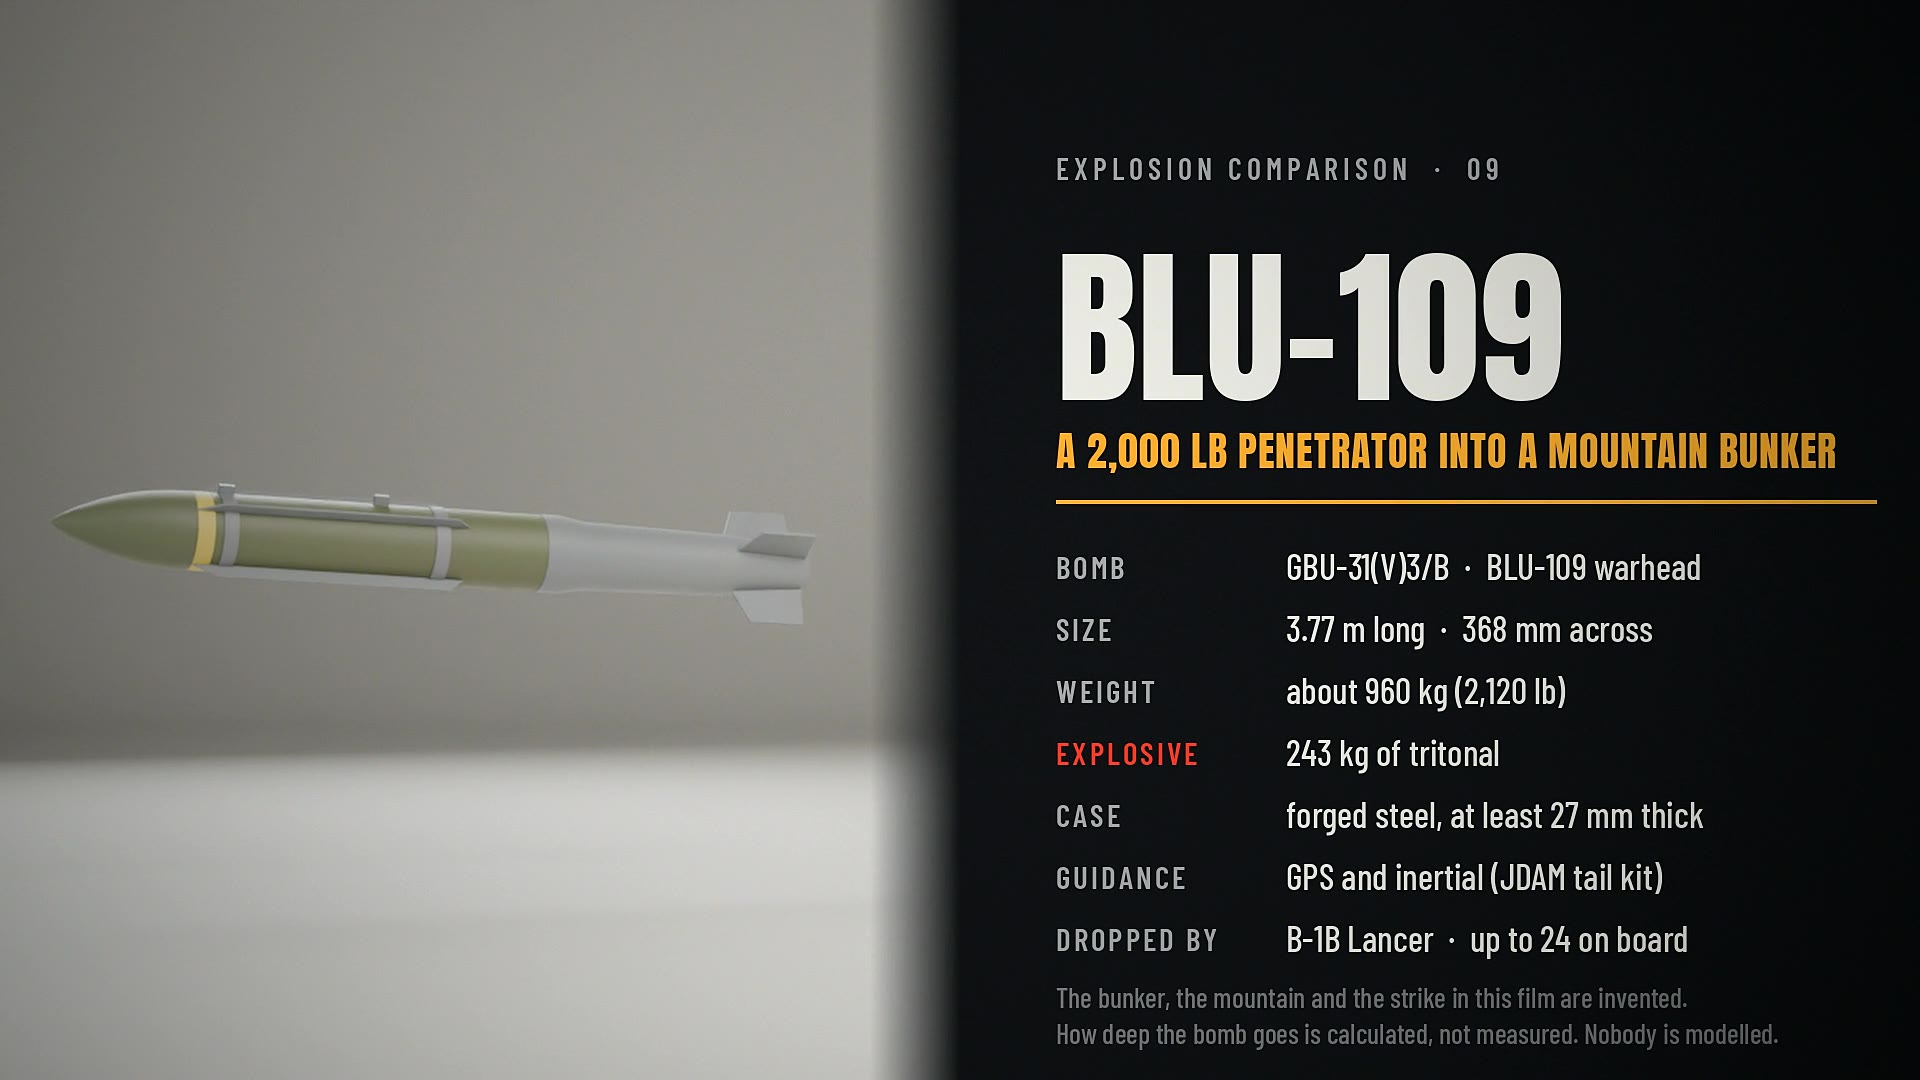 EXPLOSION COMPARISON · 09
BLU-109
A 2,000 LB PENETRATOR INTO A MOUNTAIN BUNKER
BOMB GBU-31(V)3/B · BLU-109 warhead
SIZE 3.77 m long · 368 mm across
WEIGHT about 960 kg (2,120 lb)
EXPLOSIVE 243 kg of tritonal
CASE forged steel, at least 27 mm thick
GUIDANCE GPS and inertial (JDAM tail kit)
DROPPED BY B-1B Lancer · up to 24 on board
The bunker, the mountain and the strike in this film are invented.
How deep the bomb goes is calculated, not measured. Nobody is modelled.